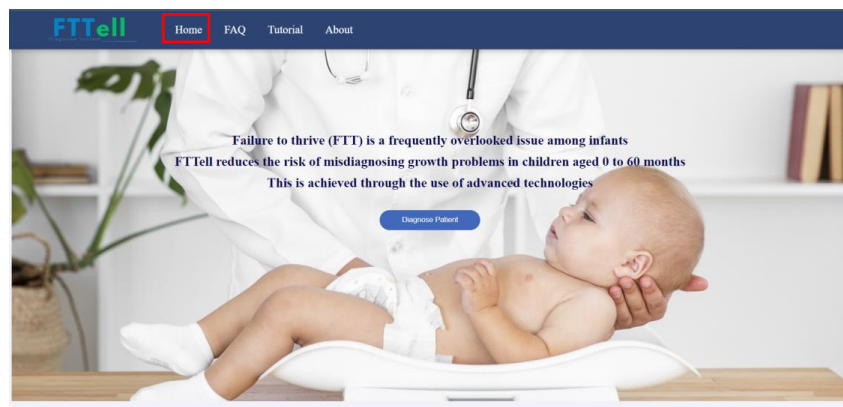 FTTell
Home FAQ Tutorial About
Failure to thrive (FTT) is a frequently overlooked issue among infants
FTTell reduces the risk of misdiagnosing growth problems in children aged 0 to 60 months
This is achieved through the use of advanced technologies
Diagnose Patient